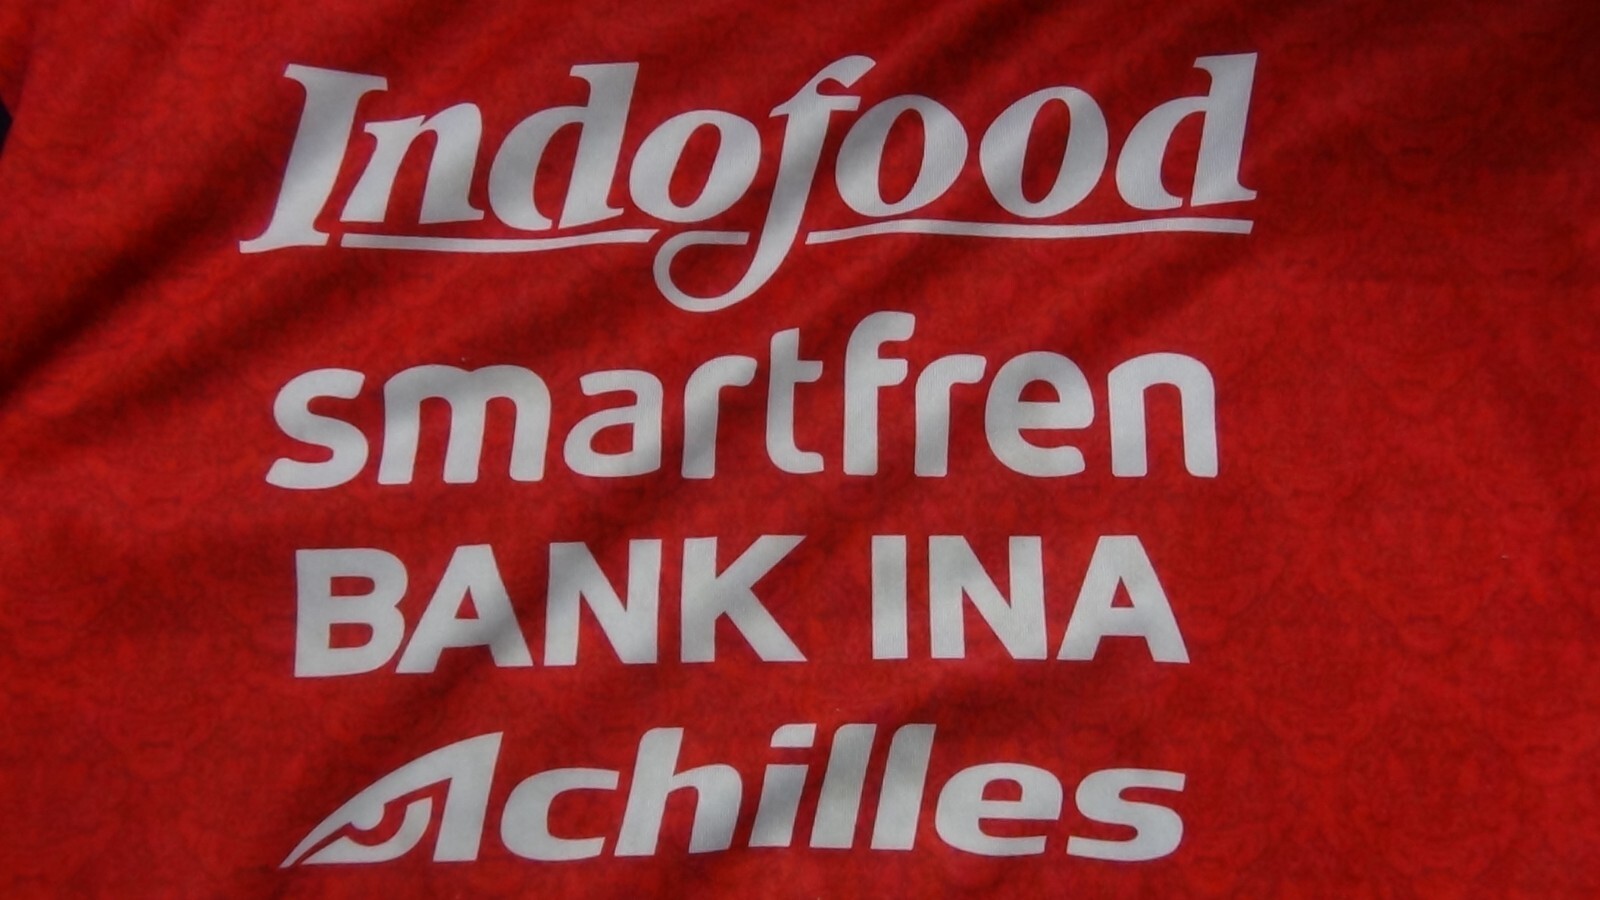 Indofood
smartfren
BANK INA
Achilles